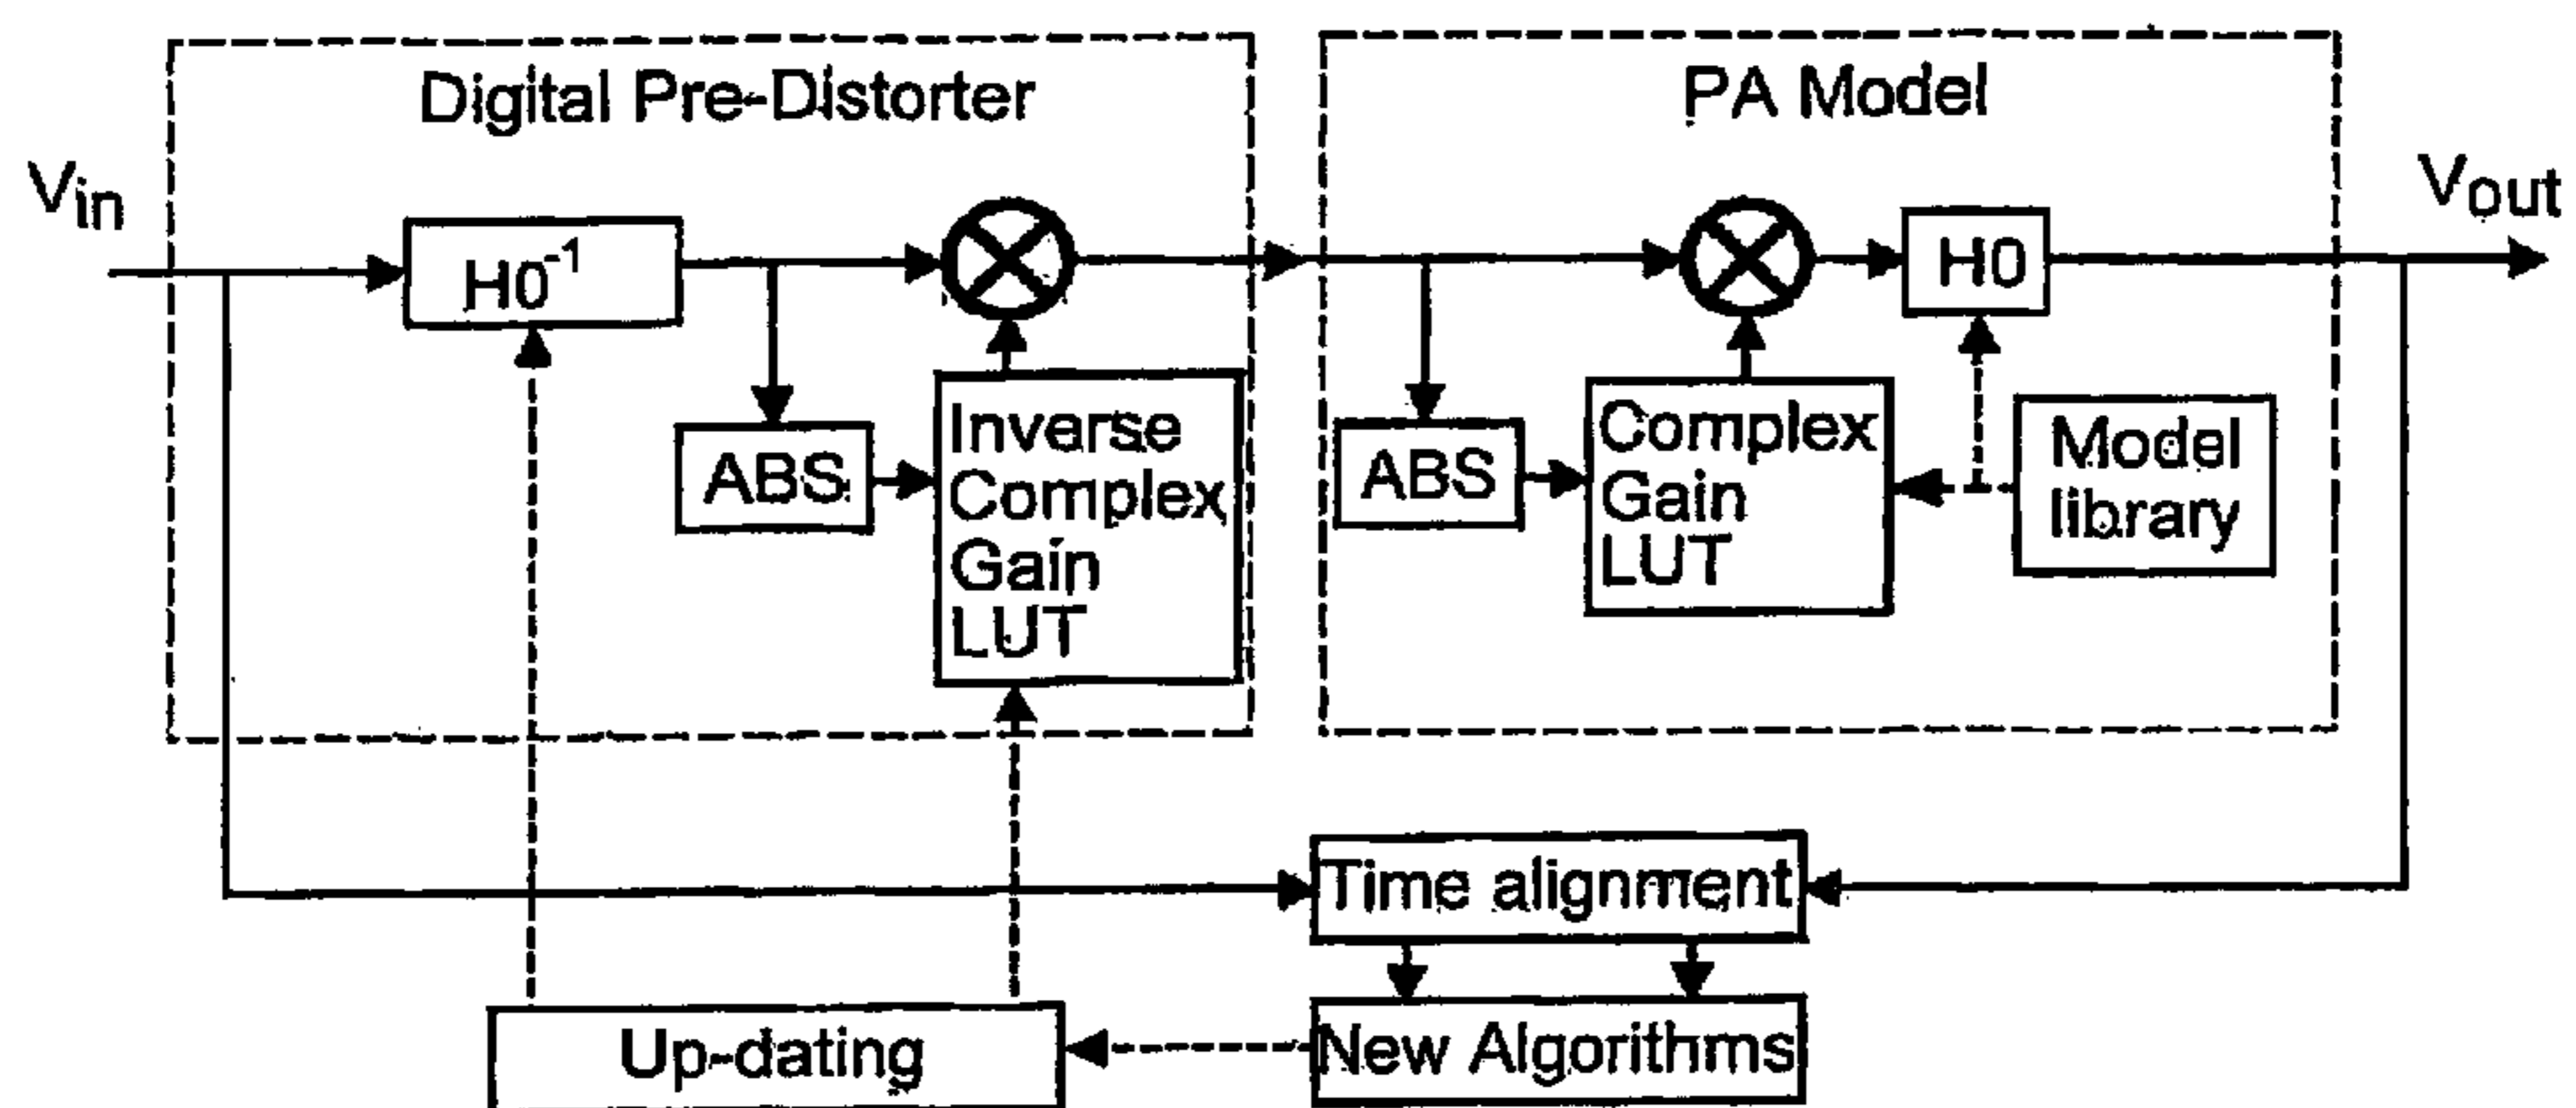 Digital Pre-Distorter
PA Model
Vin
Vout
H0-1
H0
ABS
Inverse
Complex
Gain
LUT
ABS
Complex
Gain
LUT
Model
library
Time alignment
Up-dating
New Algorithms